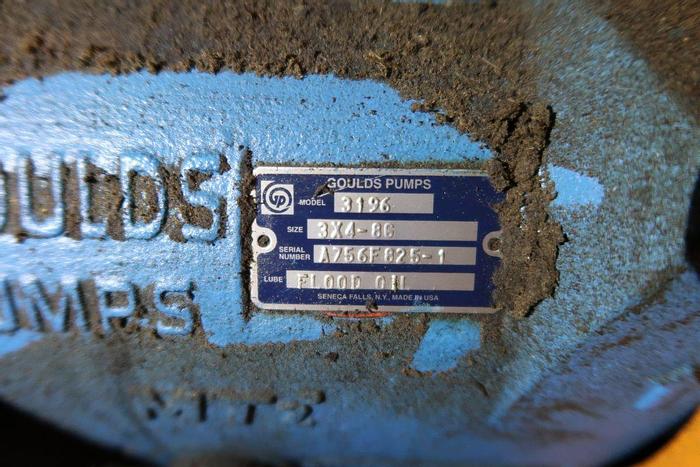 OULDS
UMPS
GP
GOULDS PUMPS
MODEL 3196
SIZE 3X4-8G
SERIAL NUMBER A756F825-1
LUBE FLOOD OIL
SENECA FALLS, N.Y., MADE IN USA